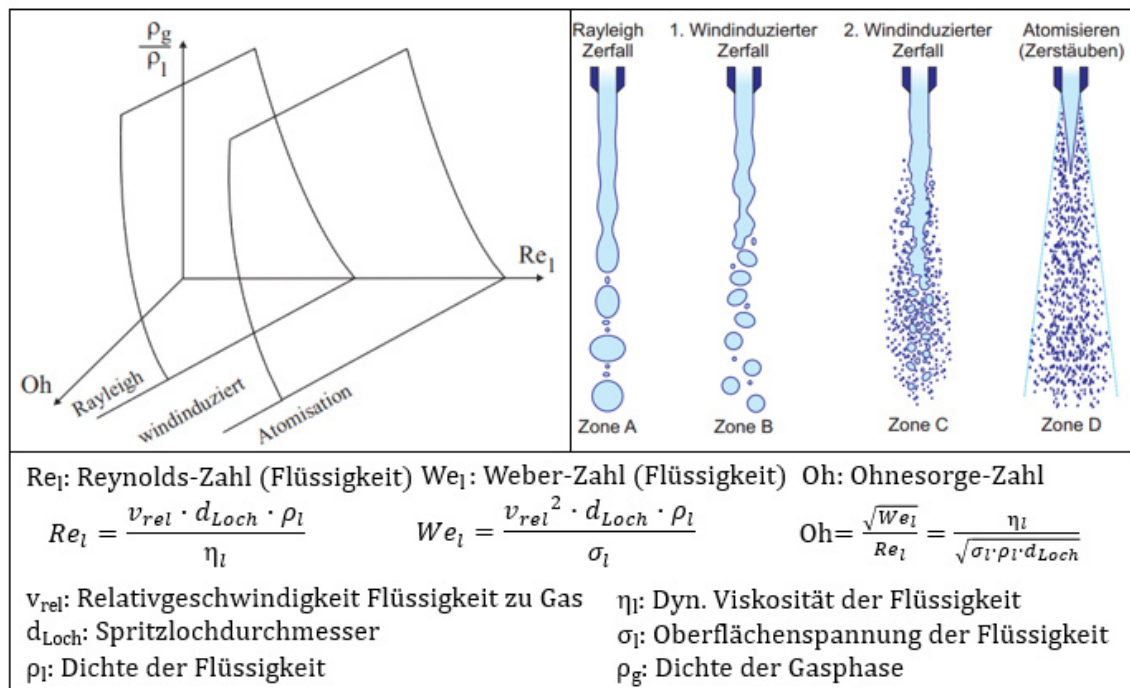 ρg/ρl
Rel
Oh
Rayleigh
windinduziert
Atomisation
Rayleigh Zerfall
1. Windinduzierter Zerfall
2. Windinduzierter Zerfall
Atomisieren (Zerstäuben)
Zone A
Zone B
Zone C
Zone D
Rel: Reynolds-Zahl (Flüssigkeit) Wel: Weber-Zahl (Flüssigkeit) Oh: Ohnesorge-Zahl
Rel = (vrel · dLoch · ρl)/ηl
Wel = (vrel² · dLoch · ρl)/σl
Oh= √Wel/Rel = ηl/√(σl·ρl·dLoch)
vrel: Relativgeschwindigkeit Flüssigkeit zu Gas
dLoch: Spritzlochdurchmesser
ρl: Dichte der Flüssigkeit
ηl: Dyn. Viskosität der Flüssigkeit
σl: Oberflächenspannung der Flüssigkeit
ρg: Dichte der Gasphase